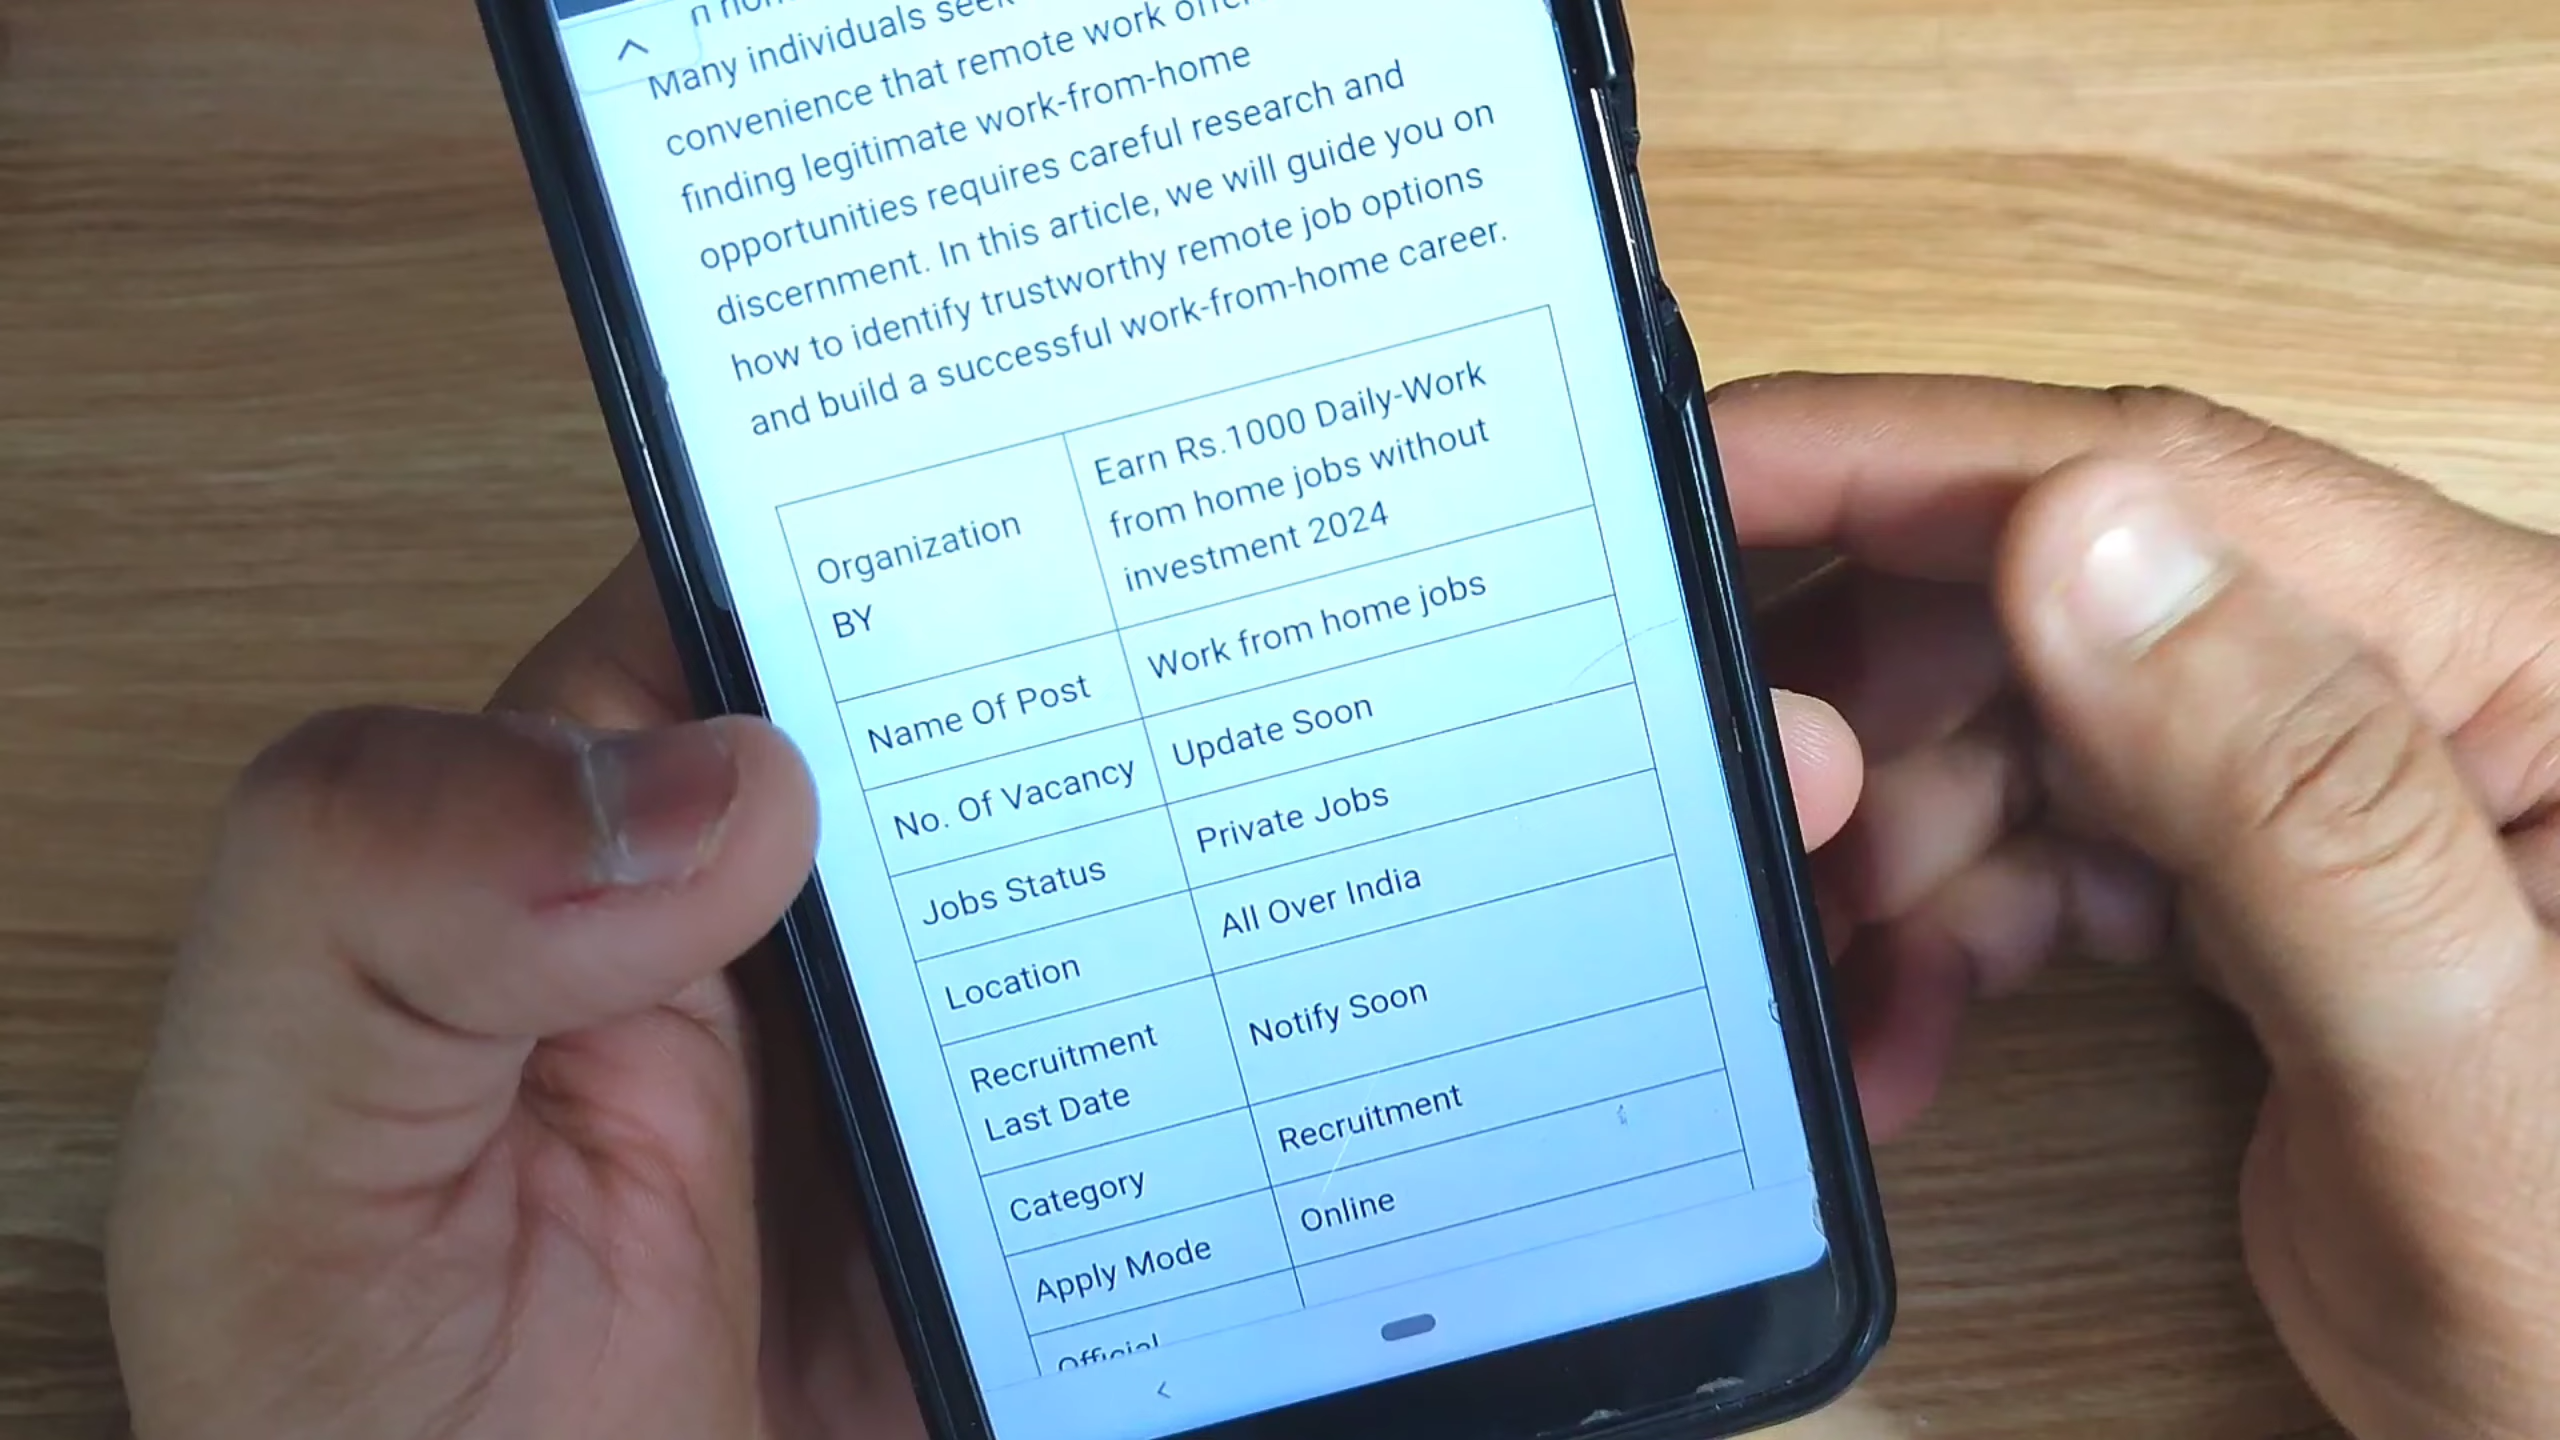 Many individuals seek
convenience that remote work
finding legitimate work-from-home
opportunities requires careful research and
discernment. In this article, we will guide you on
how to identify trustworthy remote job options
and build a successful work-from-home career.
Organization
BY
Earn Rs.1000 Daily-Work
from home jobs without
investment 2024
Name Of Post
Work from home jobs
No. Of Vacancy
Update Soon
Jobs Status
Private Jobs
Location
All Over India
Recruitment
Last Date
Notify Soon
Category
Recruitment
Apply Mode
Online
Official